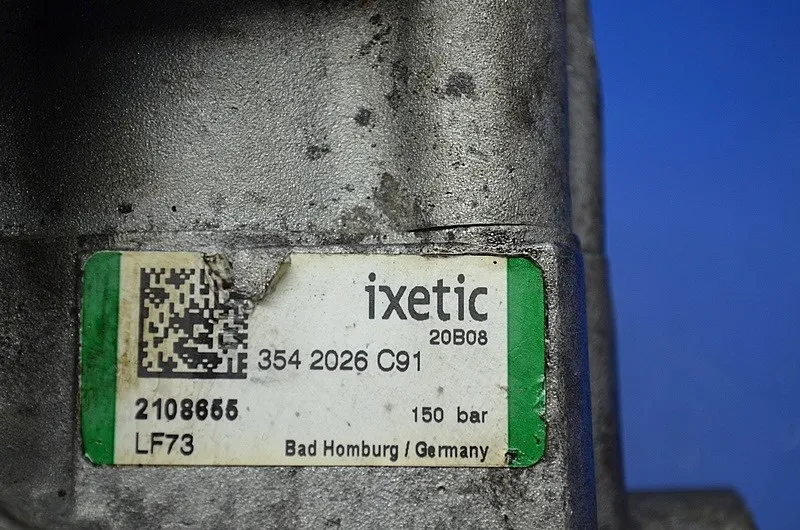 ixetic
20B08
354 2026 C91
2108655
150 bar
LF73
Bad Homburg / Germany